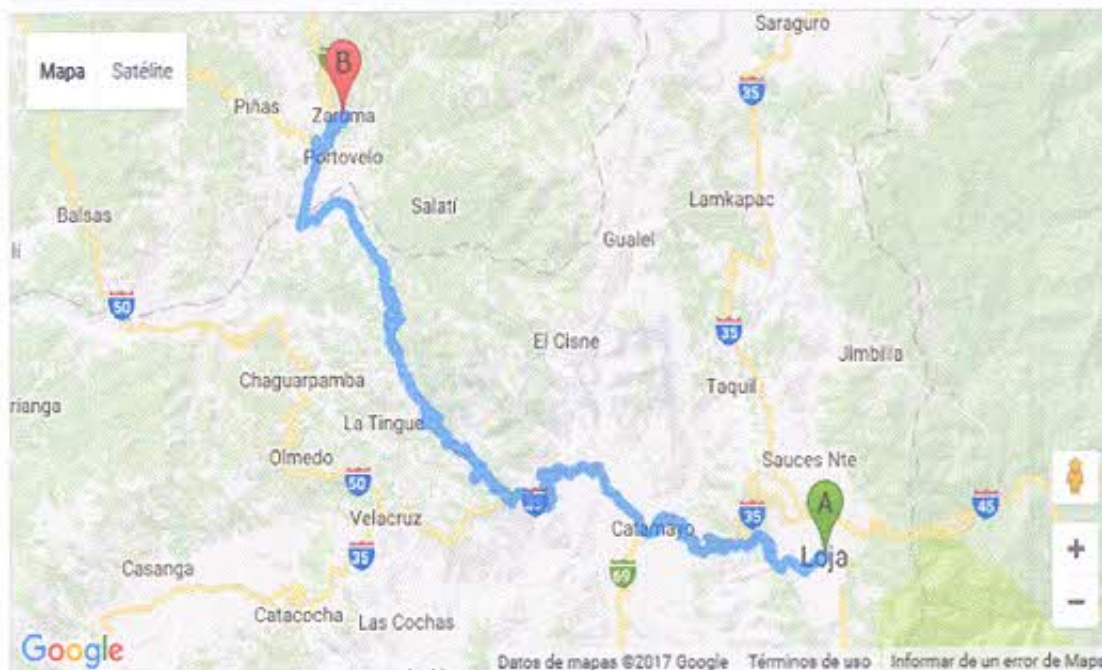 Saraguro
Mapa Satélite
B
35
Piñas
Zaruma
Portovelo
Salatí
Lamkapac
Balsas
Gualel
50
35
El Cisne
Jimbilla
Chaguarpamba
Taquil
rianga
La Tingue
Olmedo
Sauces Nte
50
A
35
45
Velacruz
Catamayo
35
Loja
Casanga
69
Catacocha
Las Cochas
+
−
Google
Datos de mapas ©2017 Google Términos de uso Informar de un error de Maps